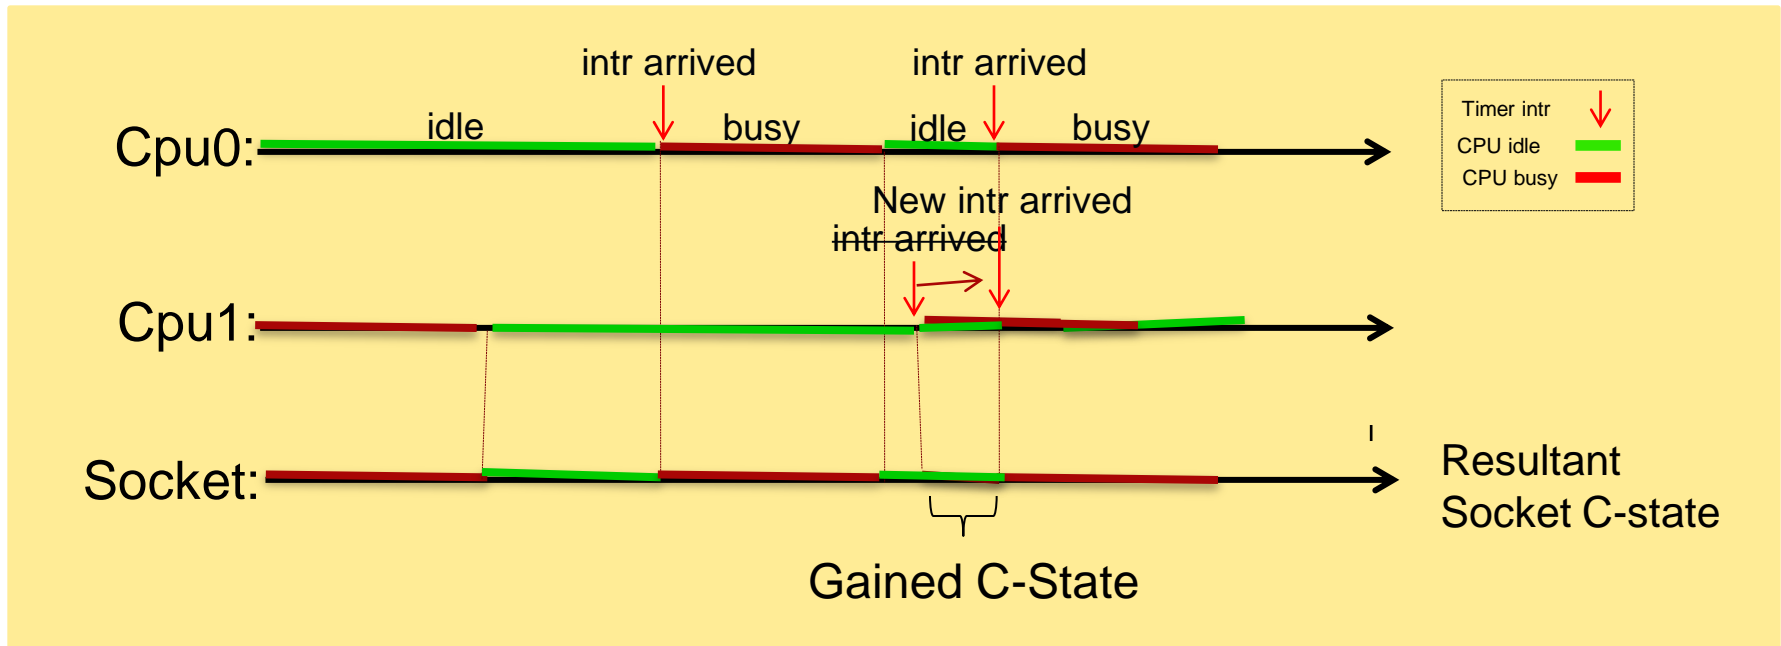 intr arrived
intr arrived
Cpu0:
idle
busy
idle
busy
Timer intr
CPU idle
CPU busy
New intr arrived
intr arrived
Cpu1:
Socket:
Resultant
Socket C-state
Gained C-State